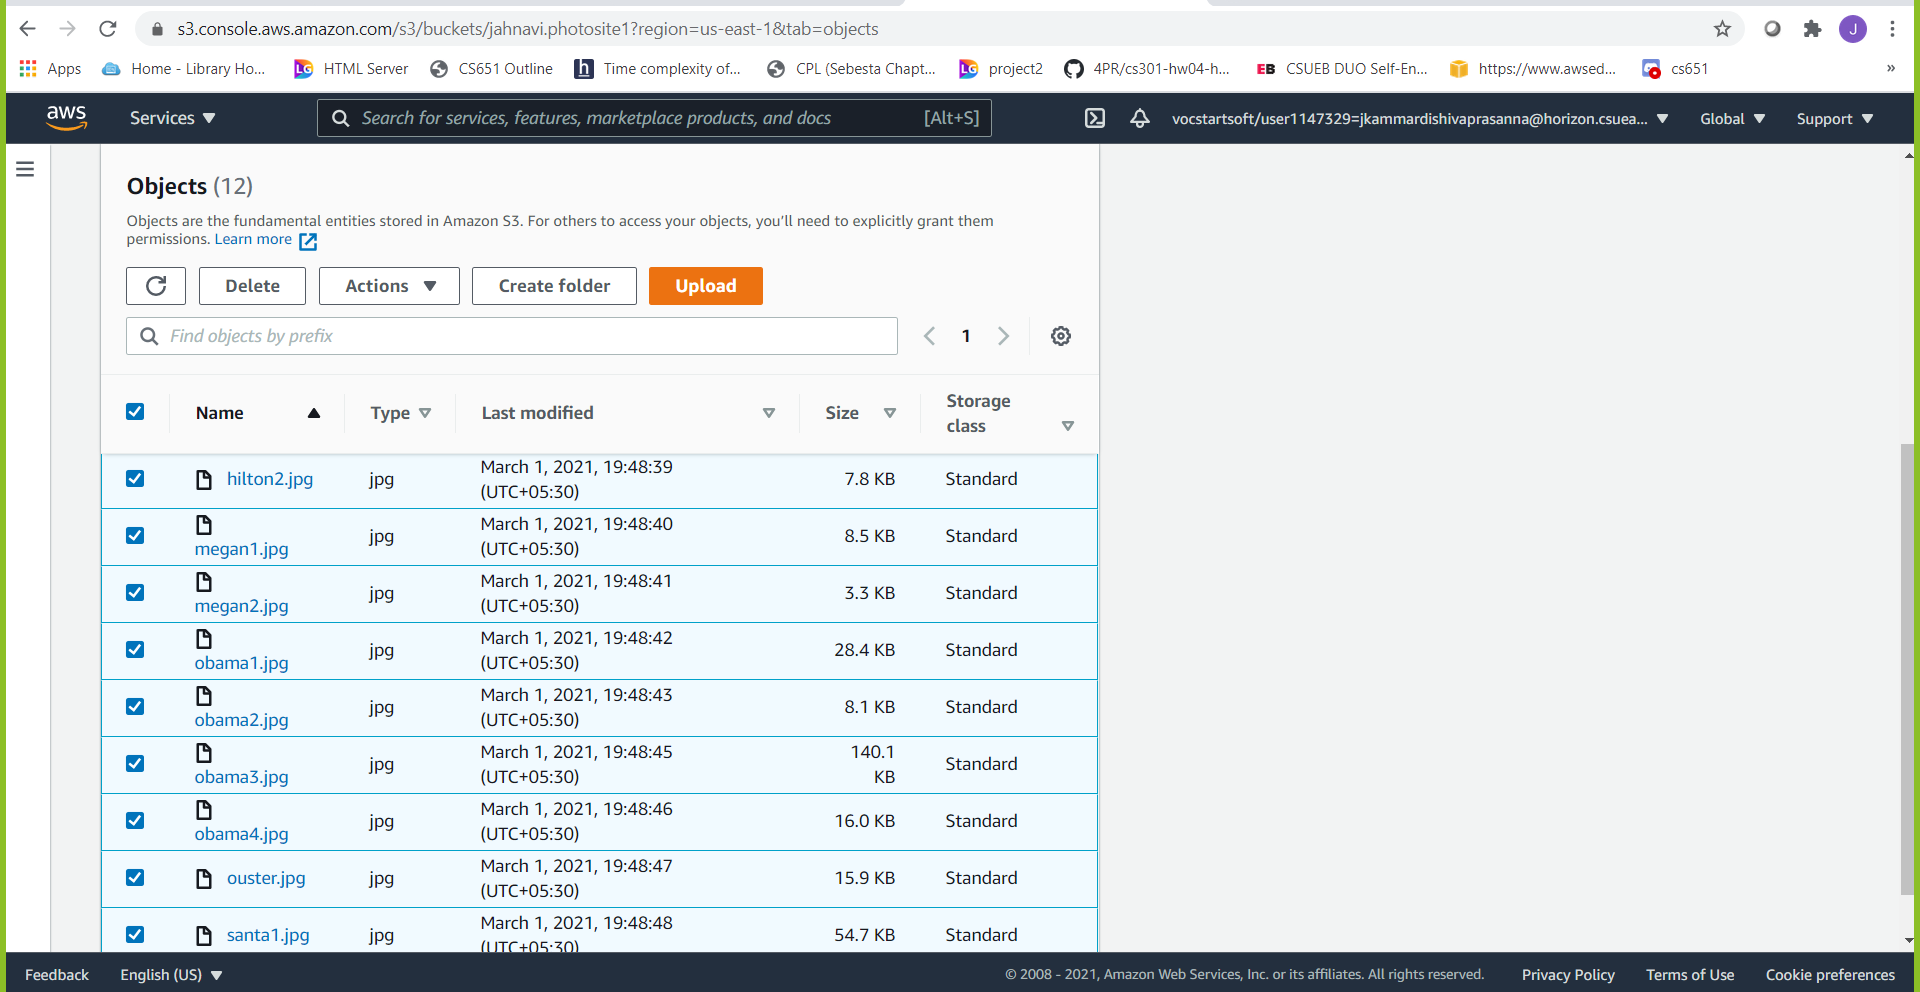 s3.console.aws.amazon.com/s3/buckets/jahnavi.photosite1?region=us-east-1&tab=objects
J
Apps Home - Library Ho... LG HTML Server CS651 Outline h Time complexity of... CPL (Sebesta Chapt... LG project2 4PR/cs301-hw04-h... EB CSUEB DUO Self-En... https://www.awsed... cs651 »
aws Services Search for services, features, marketplace products, and docs [Alt+S] vocstartsoft/user1147329=jkammardishivaprasanna@horizon.csuea... Global Support
Objects (12)
Objects are the fundamental entities stored in Amazon S3. For others to access your objects, you'll need to explicitly grant them
permissions. Learn more
Delete Actions Create folder Upload
Find objects by prefix 1
Name Type Last modified Size Storage
class
hilton2.jpg jpg March 1, 2021, 19:48:39 7.8 KB Standard
(UTC+05:30)
megan1.jpg jpg March 1, 2021, 19:48:40 8.5 KB Standard
(UTC+05:30)
megan2.jpg jpg March 1, 2021, 19:48:41 3.3 KB Standard
(UTC+05:30)
obama1.jpg jpg March 1, 2021, 19:48:42 28.4 KB Standard
(UTC+05:30)
obama2.jpg jpg March 1, 2021, 19:48:43 8.1 KB Standard
(UTC+05:30)
obama3.jpg jpg March 1, 2021, 19:48:45 140.1 Standard
(UTC+05:30) KB
obama4.jpg jpg March 1, 2021, 19:48:46 16.0 KB Standard
(UTC+05:30)
ouster.jpg jpg March 1, 2021, 19:48:47 15.9 KB Standard
(UTC+05:30)
santa1.jpg jpg March 1, 2021, 19:48:48 54.7 KB Standard
(UTC+05:30)
Feedback English (US) © 2008 - 2021, Amazon Web Services, Inc. or its affiliates. All rights reserved. Privacy Policy Terms of Use Cookie preferences